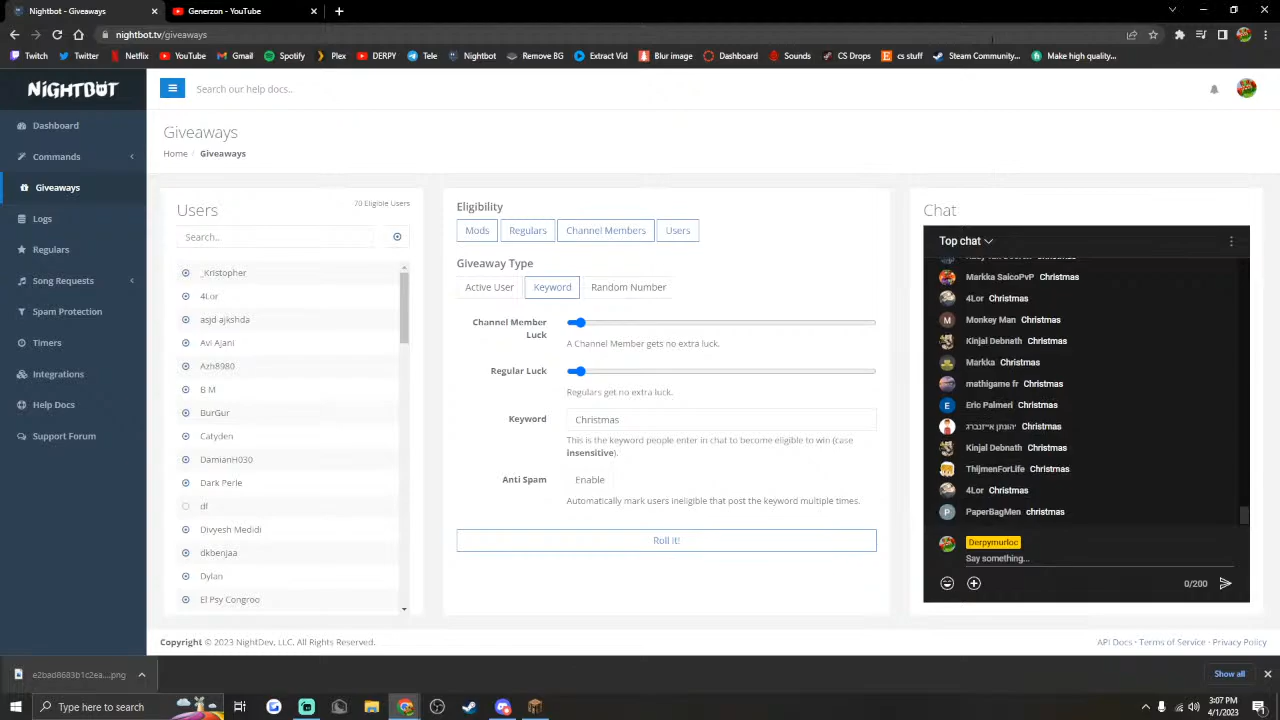 Nightbot - Giveaways
Generzon - YouTube
nightbot.tv/giveaways
Twitch
Twitter
Netflix
YouTube
Gmail
Spotify
Plex
DERPY
Tele
Nightbot
Remove BG
Extract Vid
Blur image
Dashboard
Sounds
CS Drops
cs stuff
Steam Community...
Make high quality...
NiGHTBOT
Search our help docs..
Dashboard
Commands
Giveaways
Logs
Regulars
Song Requests
Spam Protection
Timers
Integrations
Help Docs
Support Forum
Giveaways
Home / Giveaways
Users
70 Eligible Users
Search...
_Kristopher
4Lor
asjd ajkshda
Avi Ajani
Azh8980
B M
BurGur
Catyden
DamianH030
Dark Perle
df
Divyesh Medidi
dkbenjaa
Dylan
El Psy Congroo
Eligibility
Mods
Regulars
Channel Members
Users
Giveaway Type
Active User
Keyword
Random Number
Channel Member
Luck
A Channel Member gets no extra luck.
Regular Luck
Regulars get no extra luck.
Keyword
Christmas
This is the keyword people enter in chat to become eligible to win (case
insensitive).
Anti Spam
Enable
Automatically mark users ineligible that post the keyword multiple times.
Roll It!
Chat
Top chat
Markka SaicoPvP Christmas
4Lor Christmas
M Monkey Man Christmas
Kinjal Debnath Christmas
Markka Christmas
mathigame fr Christmas
E Eric Palmeri Christmas
יהונתן אייזנברג Christmas
Kinjal Debnath Christmas
ThijmenForLife Christmas
4Lor Christmas
P PaperBagMen christmas
Derpymurloc
Say something...
0/200
Copyright © 2023 NightDev, LLC. All Rights Reserved.
API Docs · Terms of Service · Privacy Policy
e2bad8683b1c2ea....png
Show all
Type here to search
3:07 PM
4/1/2023